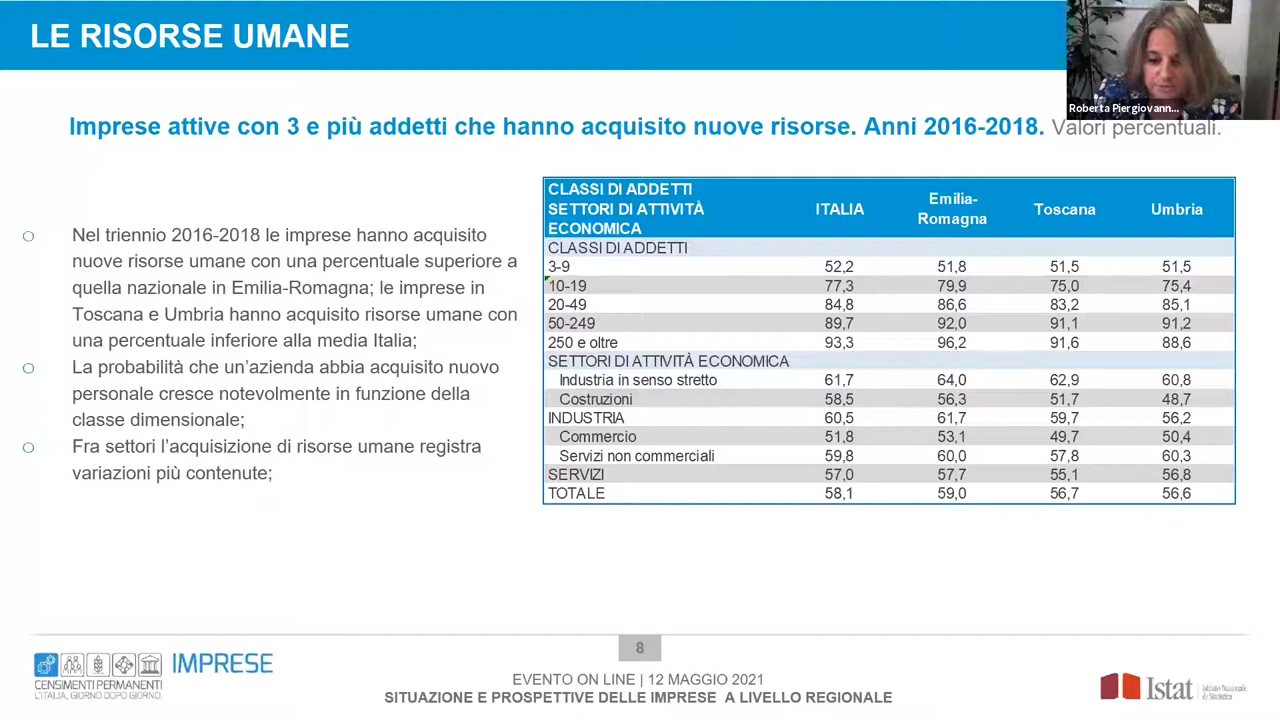 LE RISORSE UMANE
Roberta Piergiovann...
Imprese attive con 3 e più addetti che hanno acquisito nuove risorse. Anni 2016-2018. Valori percentuali.
Nel triennio 2016-2018 le imprese hanno acquisito
nuove risorse umane con una percentuale superiore a
quella nazionale in Emilia-Romagna; le imprese in
Toscana e Umbria hanno acquisito risorse umane con
una percentuale inferiore alla media Italia;
La probabilità che un'azienda abbia acquisito nuovo
personale cresce notevolmente in funzione della
classe dimensionale;
Fra settori l'acquisizione di risorse umane registra
variazioni più contenute;
CLASSI DI ADDETTI
SETTORI DI ATTIVITÀ
ECONOMICA
ITALIA
Emilia-
Romagna
Toscana
Umbria
CLASSI DI ADDETTI
3-9 52,2 51,8 51,5 51,5
10-19 77,3 79,9 75,0 75,4
20-49 84,8 86,6 83,2 85,1
50-249 89,7 92,0 91,1 91,2
250 e oltre 93,3 96,2 91,6 88,6
SETTORI DI ATTIVITÀ ECONOMICA
Industria in senso stretto 61,7 64,0 62,9 60,8
Costruzioni 58,5 56,3 51,7 48,7
INDUSTRIA 60,5 61,7 59,7 56,2
Commercio 51,8 53,1 49,7 50,4
Servizi non commerciali 59,8 60,0 57,8 60,3
SERVIZI 57,0 57,7 55,1 56,8
TOTALE 58,1 59,0 56,7 56,6
8
IMPRESE
CENSIMENTI PERMANENTI
L'ITALIA, GIORNO DOPO GIORNO.
EVENTO ON LINE | 12 MAGGIO 2021
SITUAZIONE E PROSPETTIVE DELLE IMPRESE A LIVELLO REGIONALE
Istat
Istituto Nazionale
di Statistica